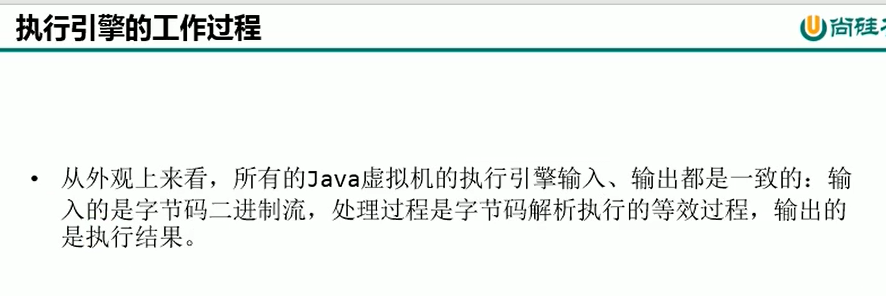 执行引擎的工作过程
尚硅
• 从外观上来看，所有的Java虚拟机的执行引擎输入、输出都是一致的：输
入的是字节码二进制流，处理过程是字节码解析执行的等效过程，输出的
是执行结果。